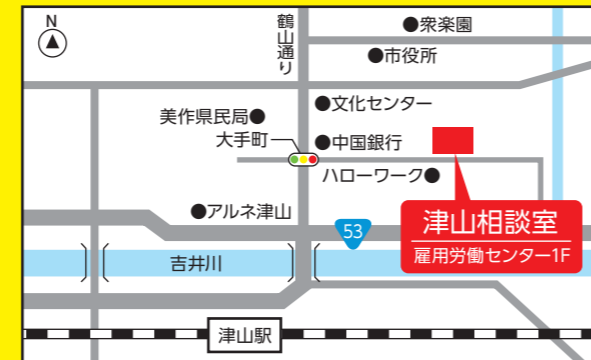 N
鶴山通り
●衆楽園
●市役所
●文化センター
美作県民局●
大手町
●中国銀行
ハローワーク●
●アルネ津山
53
津山相談室
雇用労働センター1F
吉井川
津山駅